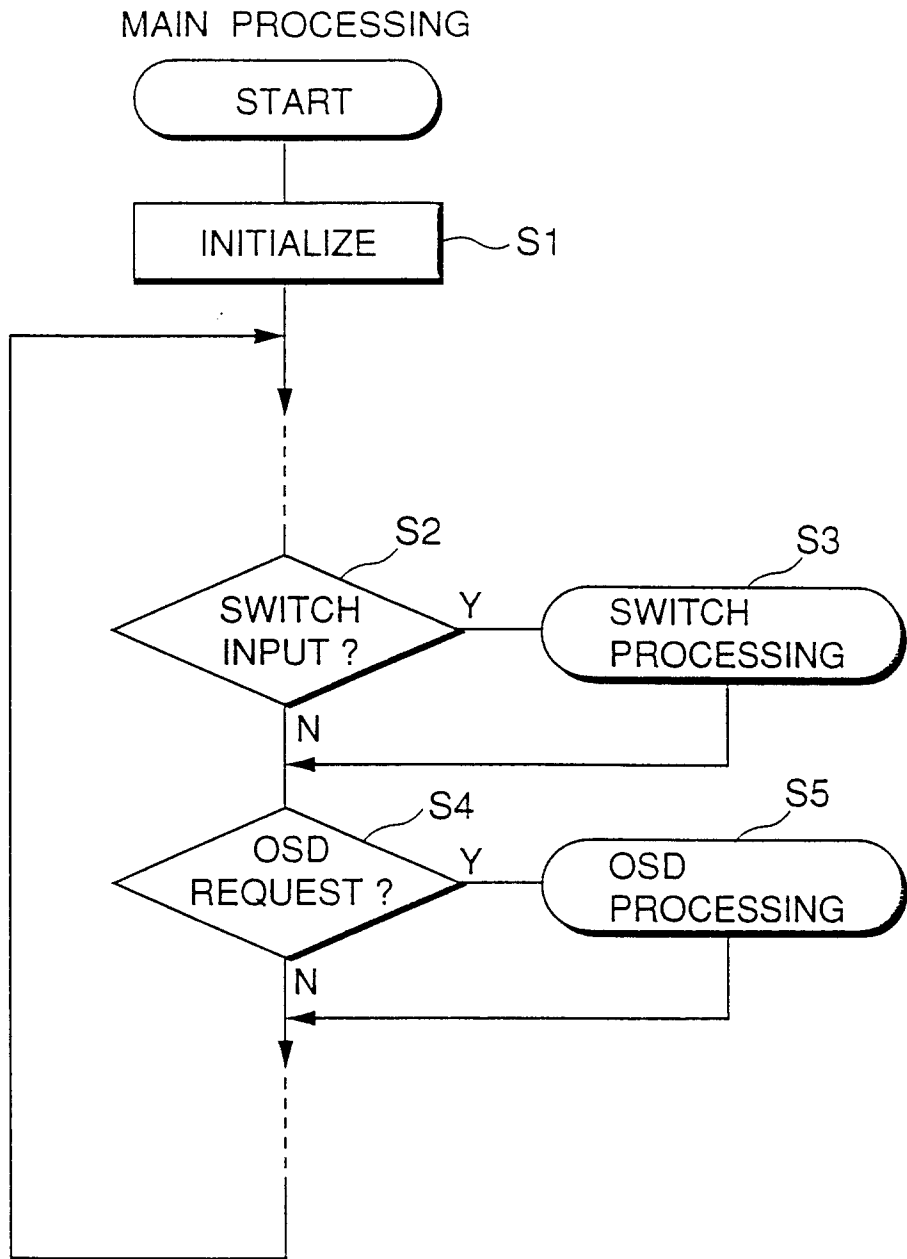 MAIN PROCESSING
START
INITIALIZE
S1
S2
SWITCH
INPUT ?
Y
S3
SWITCH
PROCESSING
N
S4
OSD
REQUEST ?
Y
S5
OSD
PROCESSING
N